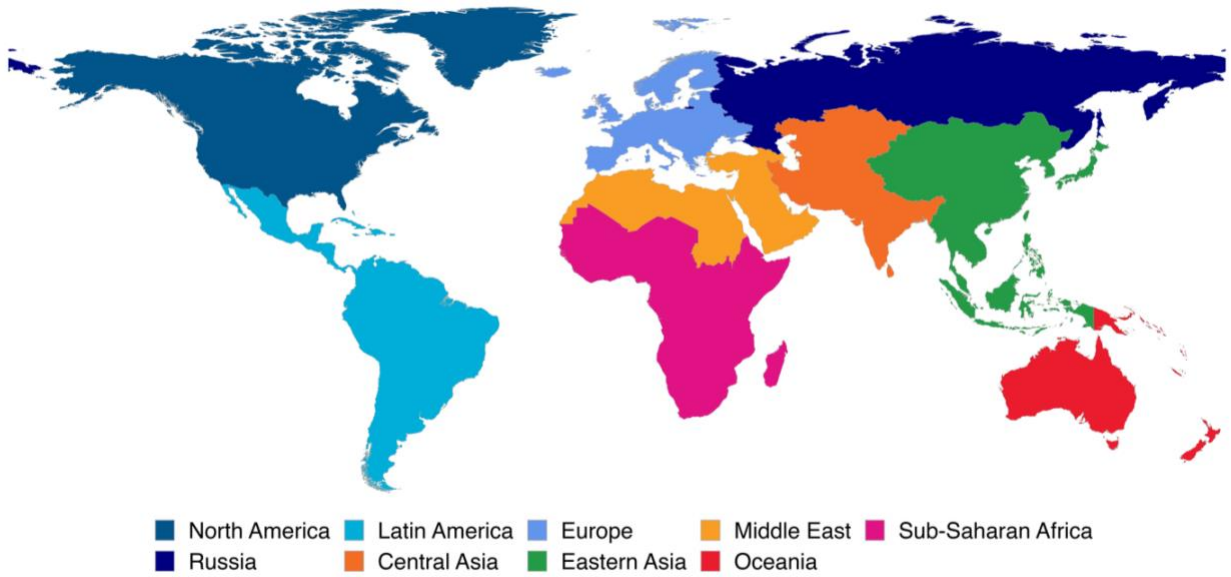 North America Latin America Europe Middle East Sub-Saharan Africa
Russia Central Asia Eastern Asia Oceania